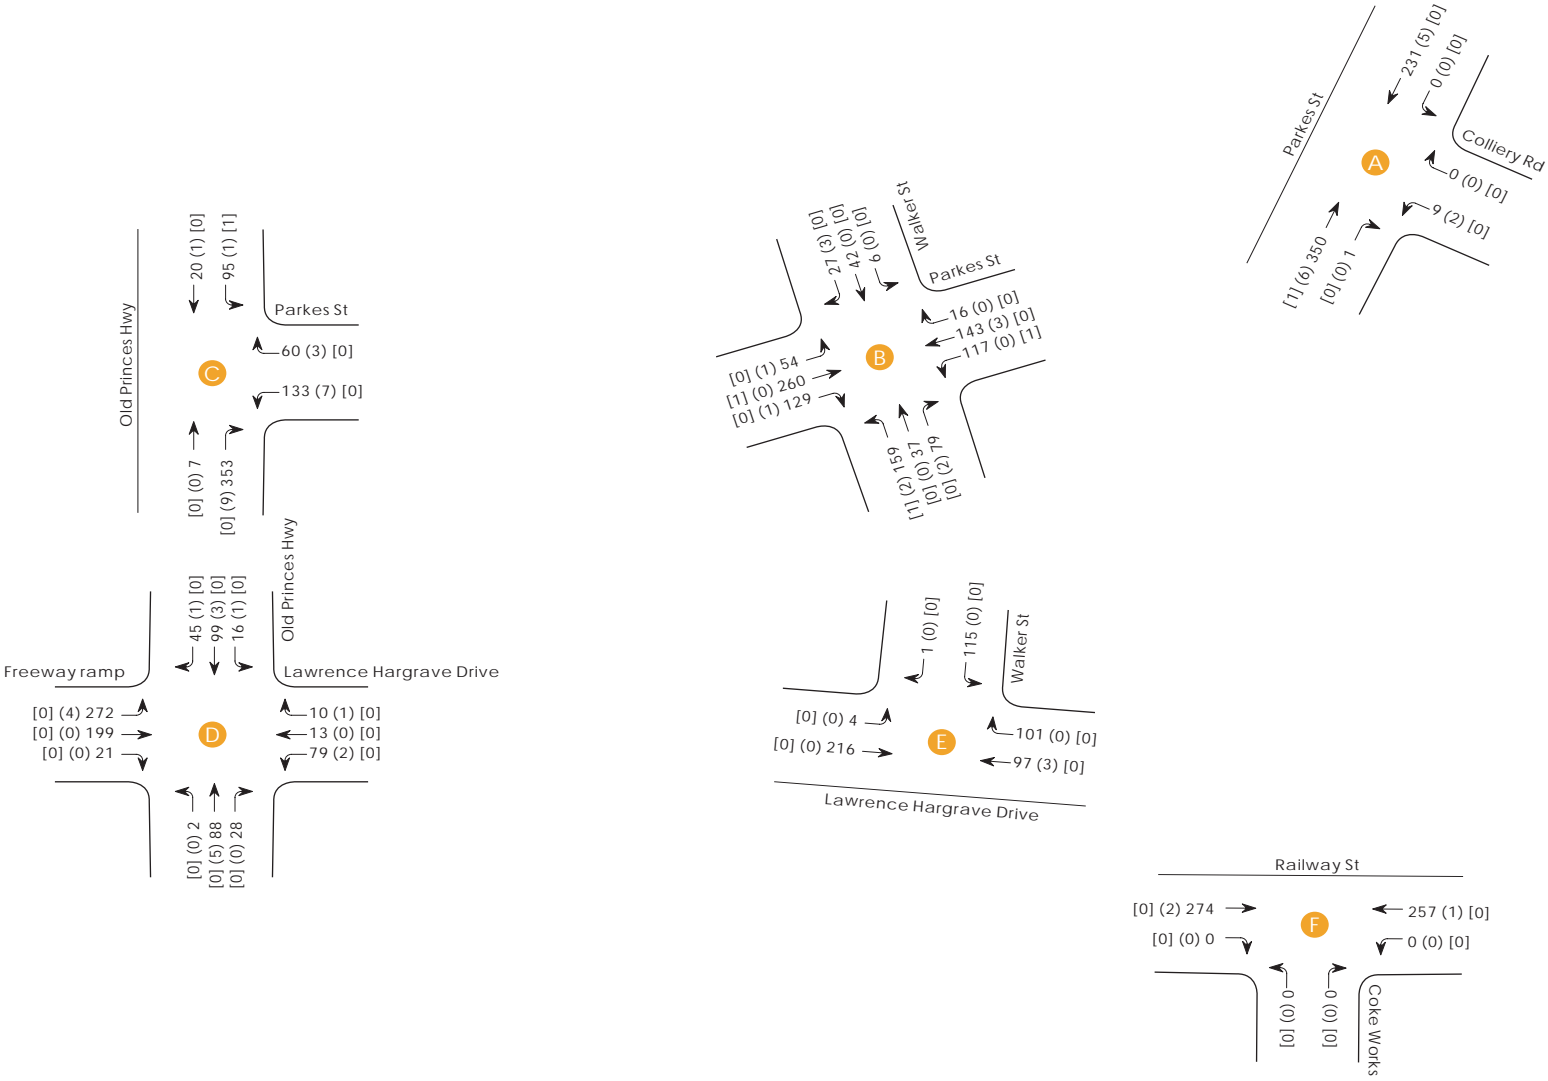 231 (5) [0]
0 (0) [0]
Parkes St
Colliery Rd
A
0 (0) [0]
9 (2) [0]
[1] (6) 350
[0] (0) 1
27 (3) [0]
42 (0) [0]
6 (0) [0]
Walker St
Parkes St
16 (0) [0]
143 (3) [0]
117 (0) [1]
B
[0] (1) 54
[1] (0) 260
[0] (1) 129
[1] (2) 159
[0] (0) 37
[0] (2) 79
20 (1) [0]
95 (1) [1]
Old Princes Hwy
Parkes St
60 (3) [0]
C
133 (7) [0]
[0] (0) 7
[0] (9) 353
Old Princes Hwy
45 (1) [0]
99 (3) [0]
16 (1) [0]
Freeway ramp
Lawrence Hargrave Drive
[0] (4) 272
[0] (0) 199
[0] (0) 21
D
10 (1) [0]
13 (0) [0]
79 (2) [0]
[0] (0) 2
[0] (5) 88
[0] (0) 28
1 (0) [0]
115 (0) [0]
Walker St
[0] (0) 4
[0] (0) 216
E
101 (0) [0]
97 (3) [0]
Lawrence Hargrave Drive
Railway St
[0] (2) 274
[0] (0) 0
F
257 (1) [0]
0 (0) [0]
0 (0) [0]
0 (0) [0]
Coke Works